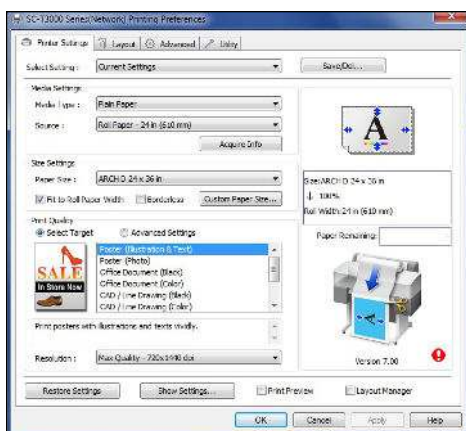 SC-T3000 Series(Network) Printing Preferences
Printer Settings Layout Advanced Utility
Select Setting : Current Settings Save/Del...
Media Settings
Media Type : Plain Paper
Source : Roll Paper - 24 in (610 mm)
Acquire Info
Size Settings
Paper Size : ARCH D 24 x 36 in
Fit to Roll Paper Width Borderless Custom Paper Size...
Print Quality
Select Target Advanced Settings
SALE
In Store Now
Poster (Illustration & Text)
Poster (Photo)
Office Document (Black)
Office Document (Color)
CAD / Line Drawing (Black)
CAD / Line Drawing (Color)
Print posters with illustrations and texts vividly.
Resolution : Max Quality - 720x1440 dpi
A
Size:ARCH D 24 x 36 in
100%
Roll Width:24 in (610 mm)
Paper Remaining:
A
Version 7.00
Restore Settings Show Settings... Print Preview Layout Manager
OK Cancel Apply Help